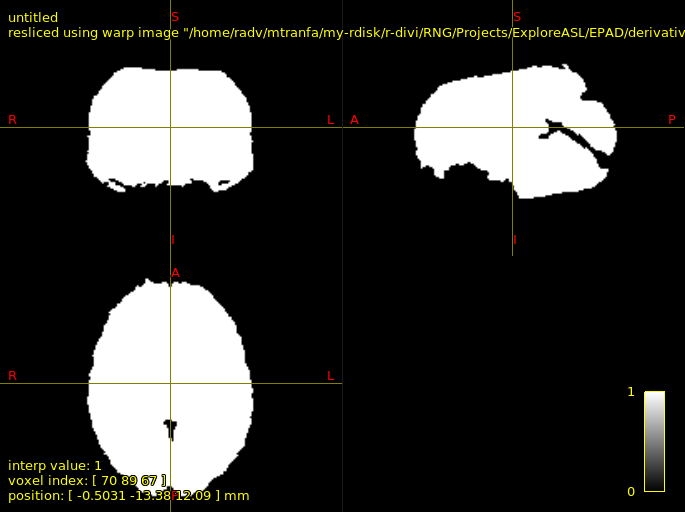 untitled
resliced using warp image "/home/radv/mtranfa/my-rdisk/r-divi/RNG/Projects/ExploreASL/EPAD/derivativ
S
S
R
L
A
P
I
I
A
R
L
1
interp value: 1
voxel index: [ 70 89 67 ]
position: [ -0.5031 -13.38 12.09 ] mm
0